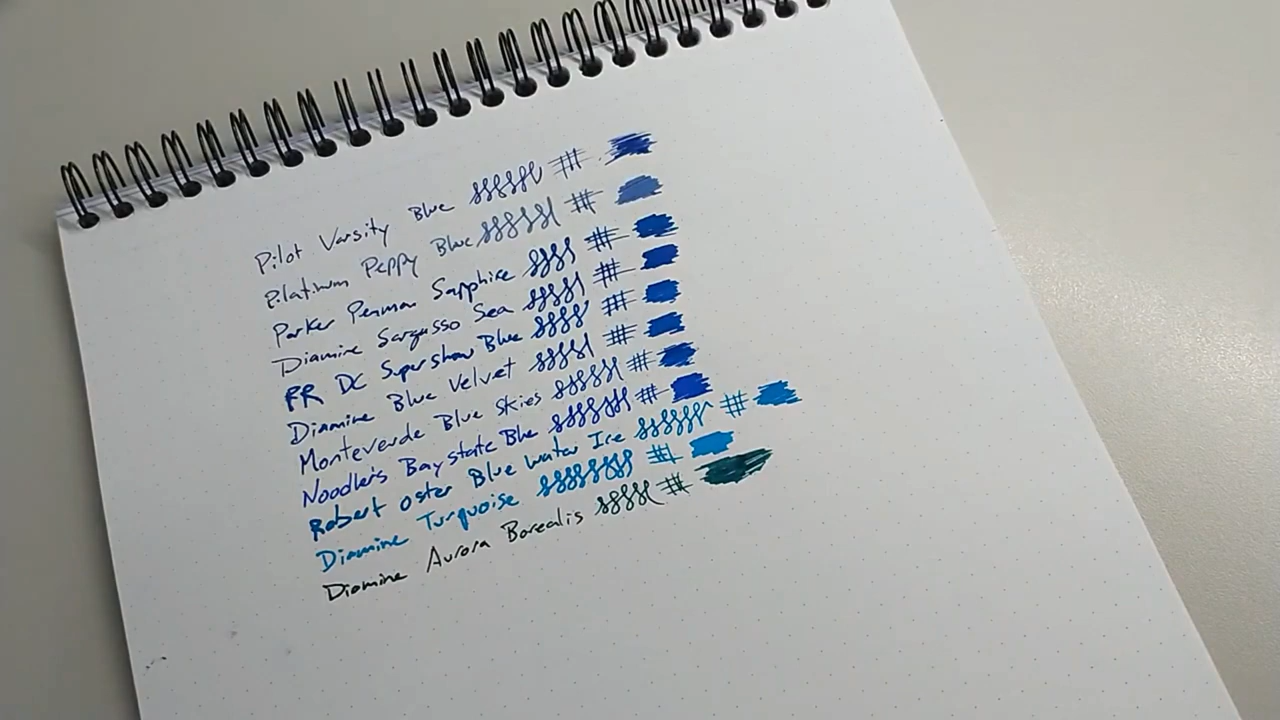 Pilot Varsity Blue
Platinum Peppy Blue
Parker Penman Sapphire
Diamine Sargasso Sea
FR DC Supershow Blue
Diamine Blue Velvet
Monteverde Blue Skies
Noodler's Baystate Blue
Robert Oster Blue Water Ice
Diamine Turquoise
Diamine Aurora Borealis